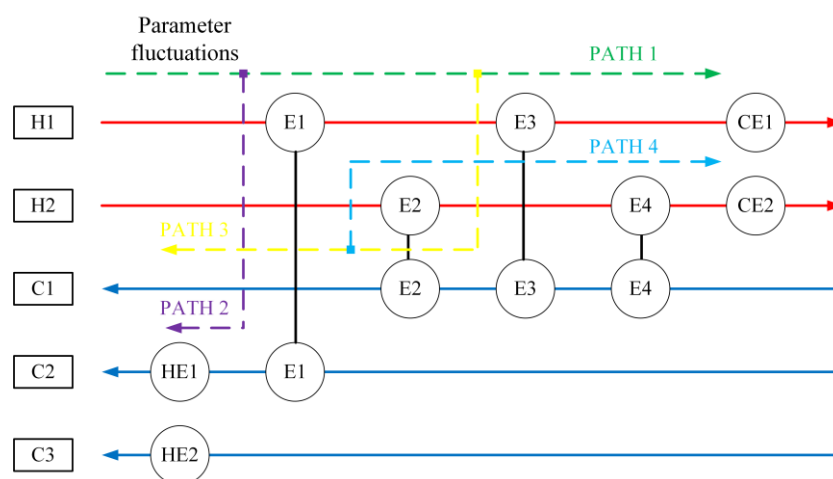 Parameter
fluctuations
PATH 1
H1
E1
E3
CE1
PATH 4
H2
E2
E4
CE2
PATH 3
C1
E2
E3
E4
PATH 2
C2
HE1
E1
C3
HE2